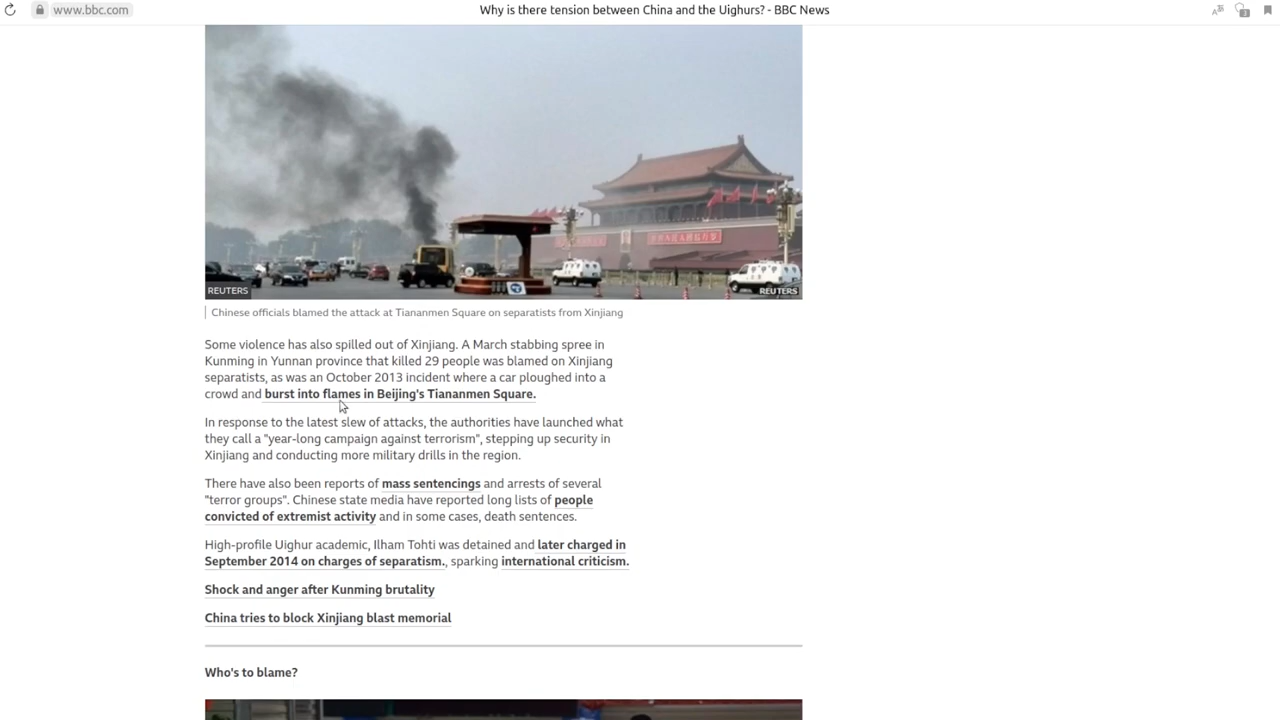 www.bbc.com
Why is there tension between China and the Uighurs? - BBC News
REUTERS
REUTERS
Chinese officials blamed the attack at Tiananmen Square on separatists from Xinjiang
Some violence has also spilled out of Xinjiang. A March stabbing spree in
Kunming in Yunnan province that killed 29 people was blamed on Xinjiang
separatists, as was an October 2013 incident where a car ploughed into a
crowd and burst into flames in Beijing's Tiananmen Square.
In response to the latest slew of attacks, the authorities have launched what
they call a "year-long campaign against terrorism", stepping up security in
Xinjiang and conducting more military drills in the region.
There have also been reports of mass sentencings and arrests of several
"terror groups". Chinese state media have reported long lists of people
convicted of extremist activity and in some cases, death sentences.
High-profile Uighur academic, Ilham Tohti was detained and later charged in
September 2014 on charges of separatism., sparking international criticism.
Shock and anger after Kunming brutality
China tries to block Xinjiang blast memorial
Who's to blame?